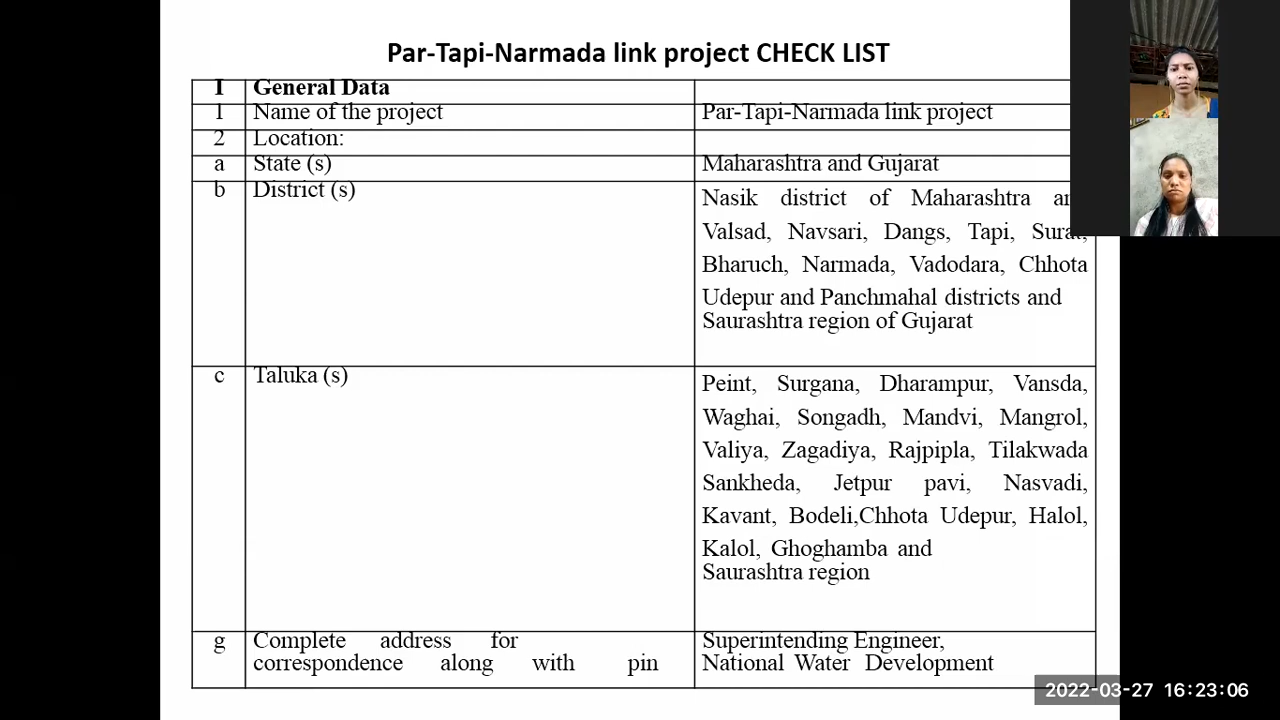 Par-Tapi-Narmada link project CHECK LIST
I General Data
1 Name of the project Par-Tapi-Narmada link project
2 Location:
a State (s) Maharashtra and Gujarat
b District (s)
Nasik district of Maharashtra
Valsad, Navsari, Dangs, Tapi, Surat,
Bharuch, Narmada, Vadodara, Chhota
Udepur and Panchmahal districts and
Saurashtra region of Gujarat
c Taluka (s)
Peint, Surgana, Dharampur, Vansda,
Waghai, Songadh, Mandvi, Mangrol,
Valiya, Zagadiya, Rajpipla, Tilakwada
Sankheda, Jetpur pavi, Nasvadi,
Kavant, Bodeli,Chhota Udepur, Halol,
Kalol, Ghoghamba and
Saurashtra region
g Complete address for
correspondence along with pin
Superintending Engineer,
National Water Development
2022-03-27 16:23:06